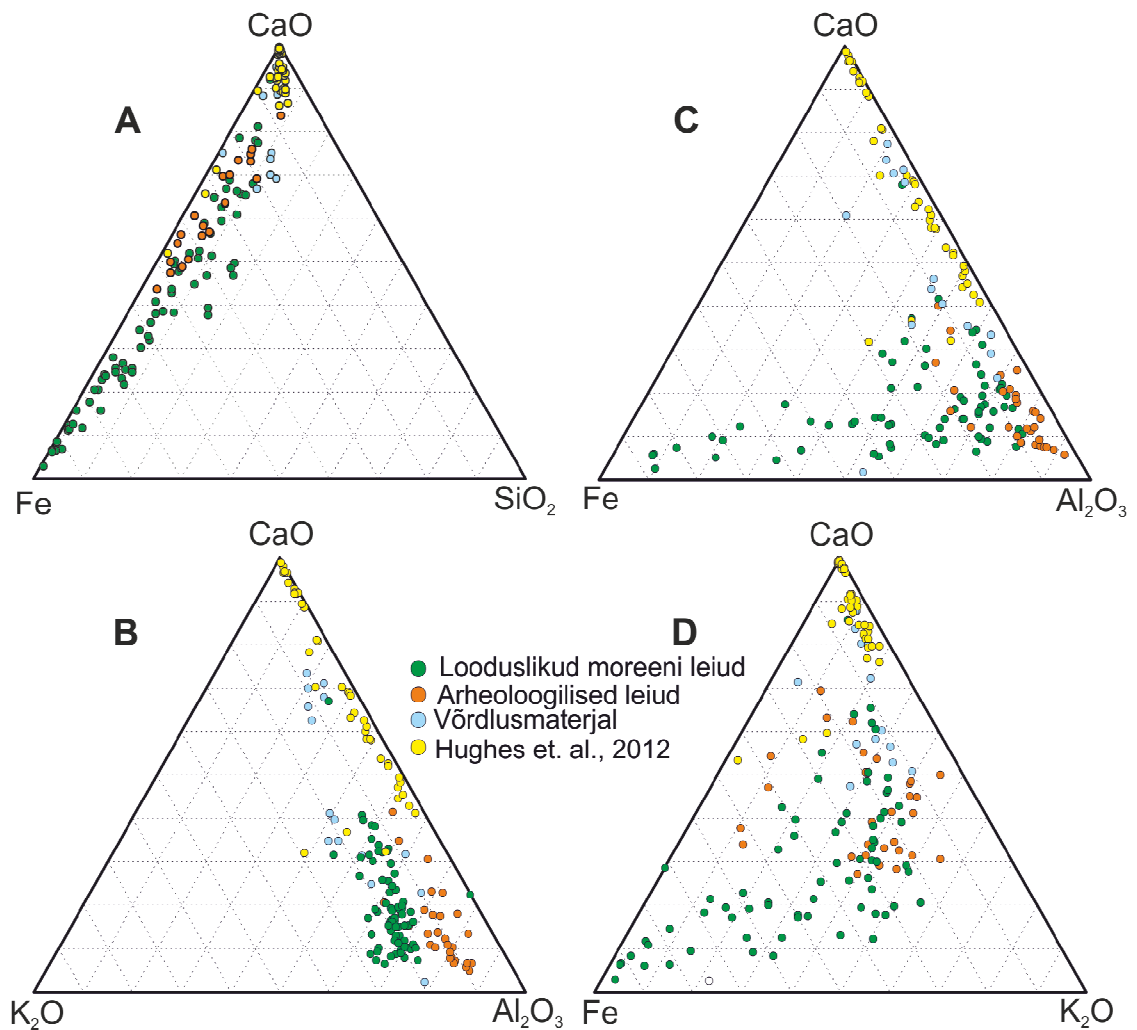 CaO
CaO
A
C
Fe
SiO₂
Fe
Al₂O₃
CaO
CaO
B
D
Looduslikud moreeni leiud
Arheoloogilised leiud
Võrdlusmaterjal
Hughes et. al., 2012
K₂O
Al₂O₃
Fe
K₂O